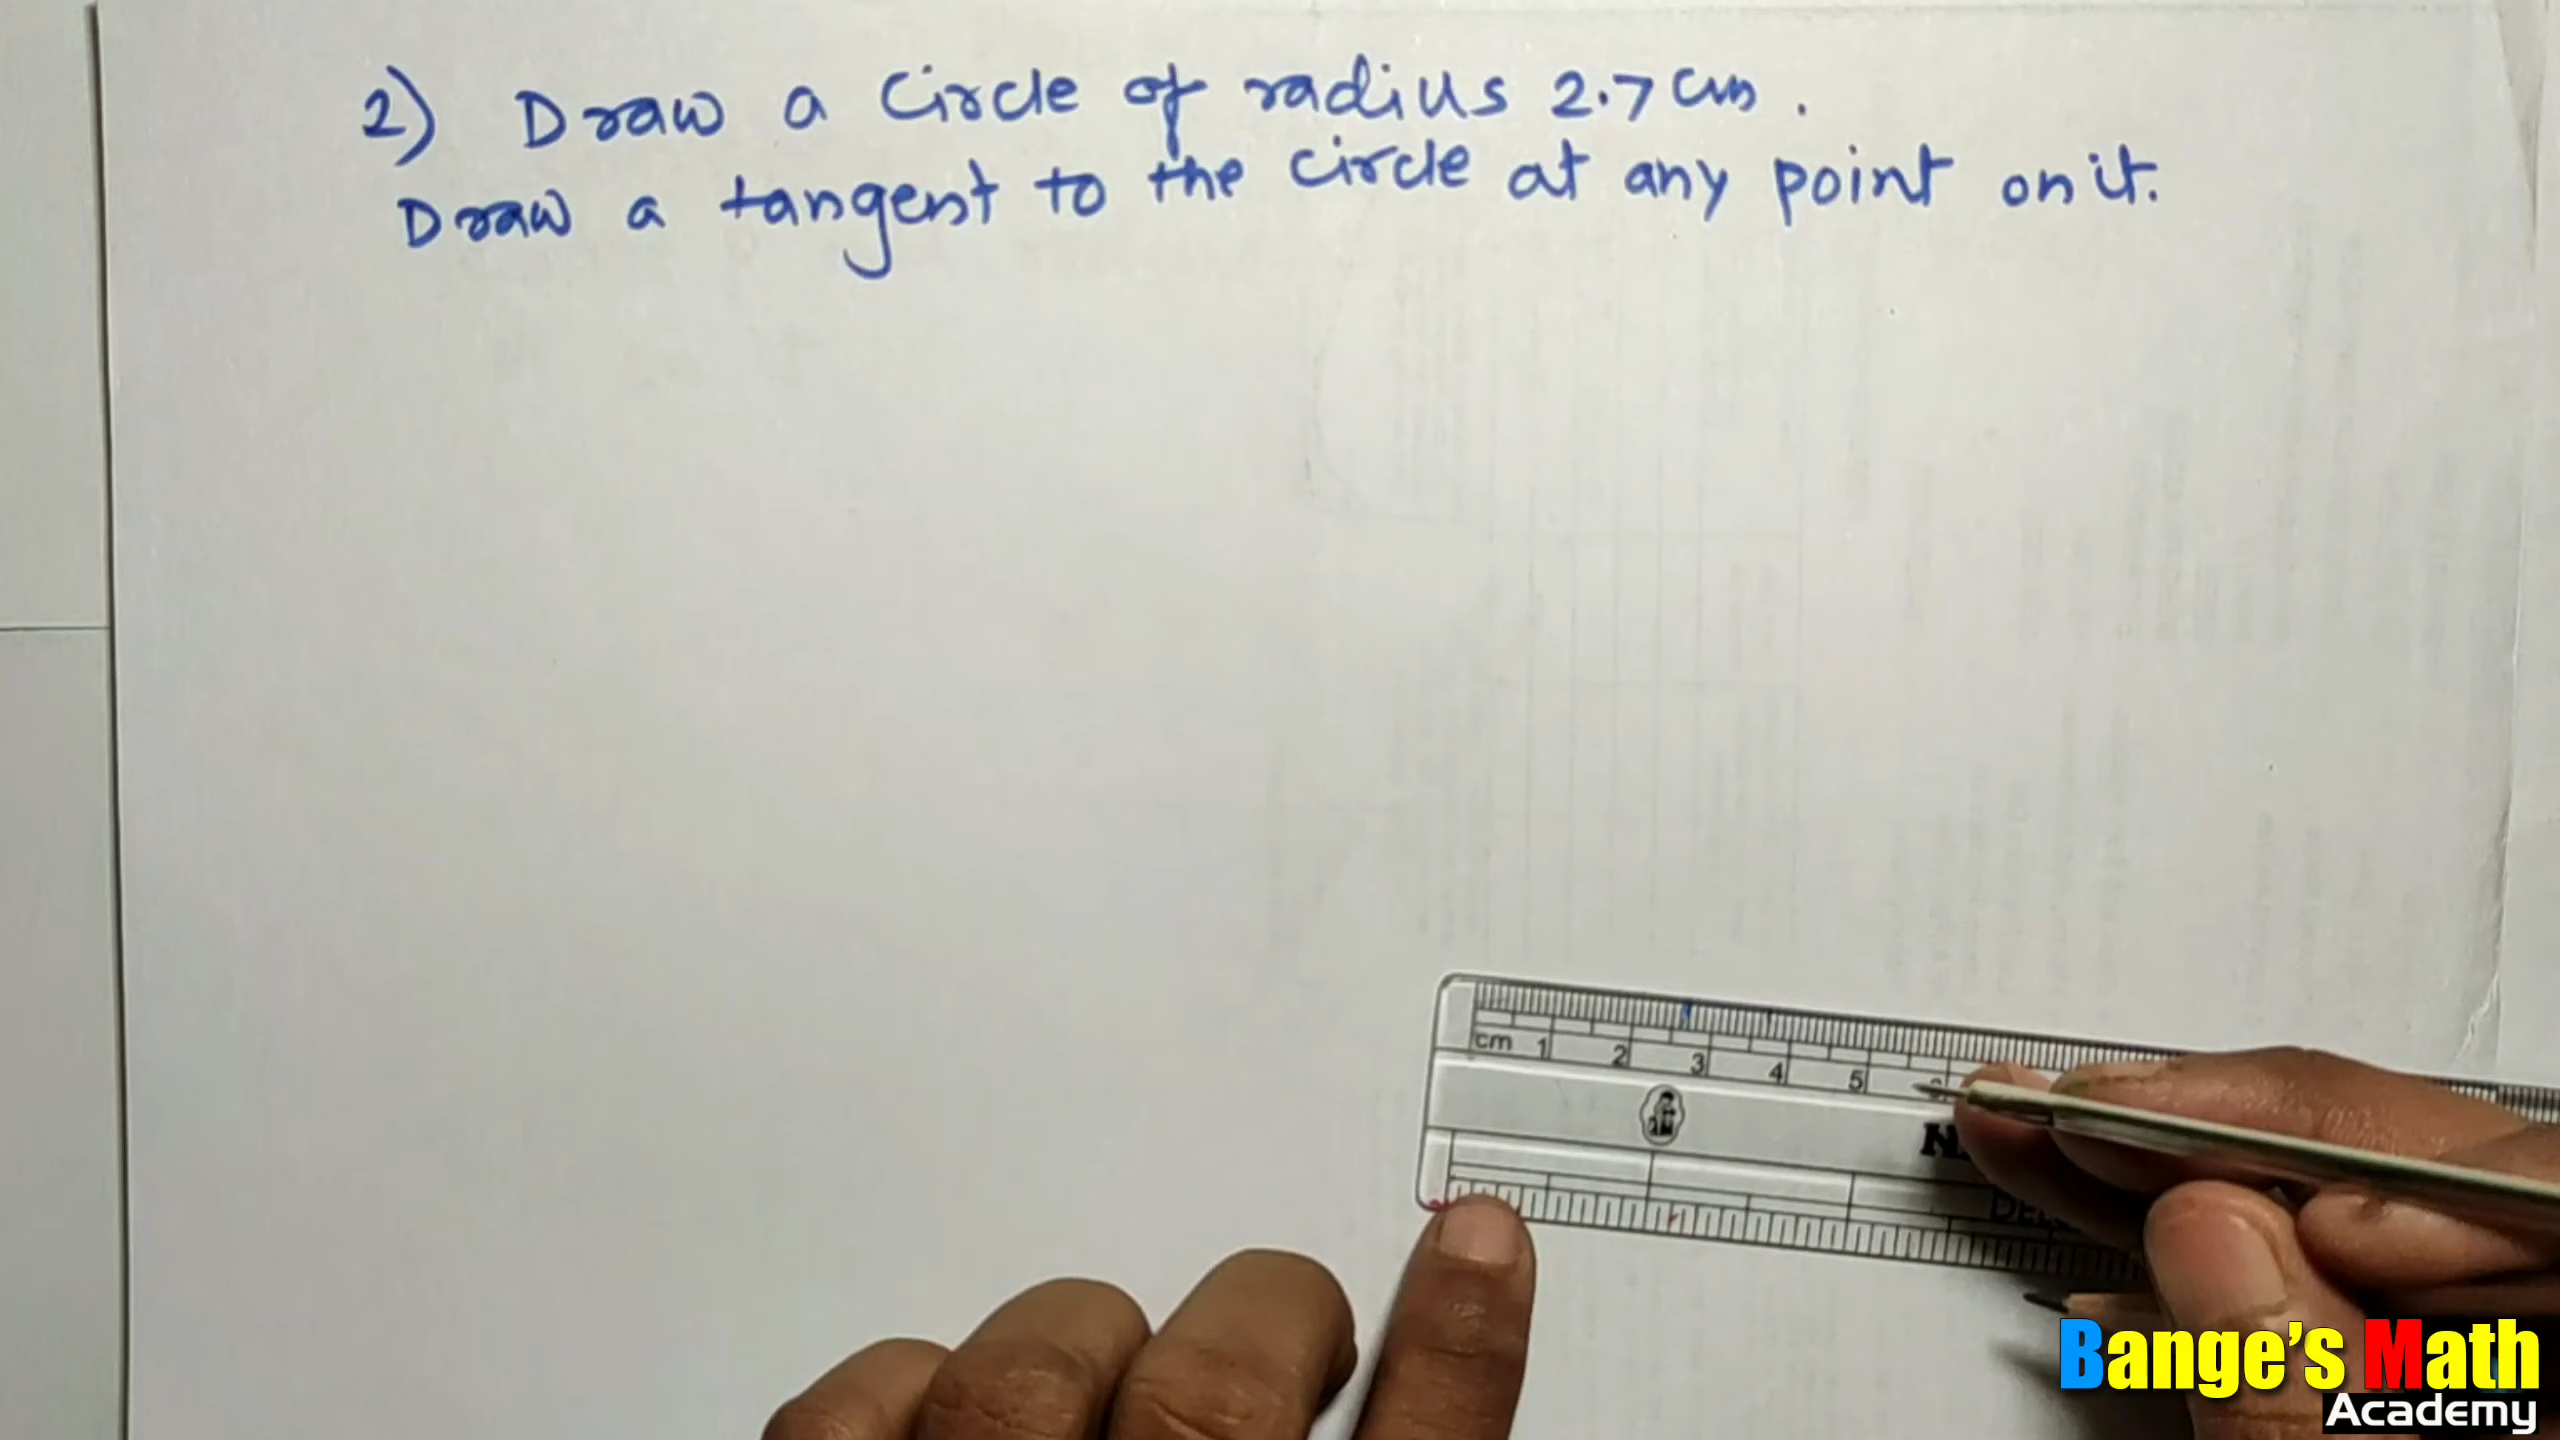 2) Draw a circle of radius 2.7 cm.
Draw a tangent to the circle at any point on it.
cm 1 2 3 4 5 6
Bange's Math
Academy